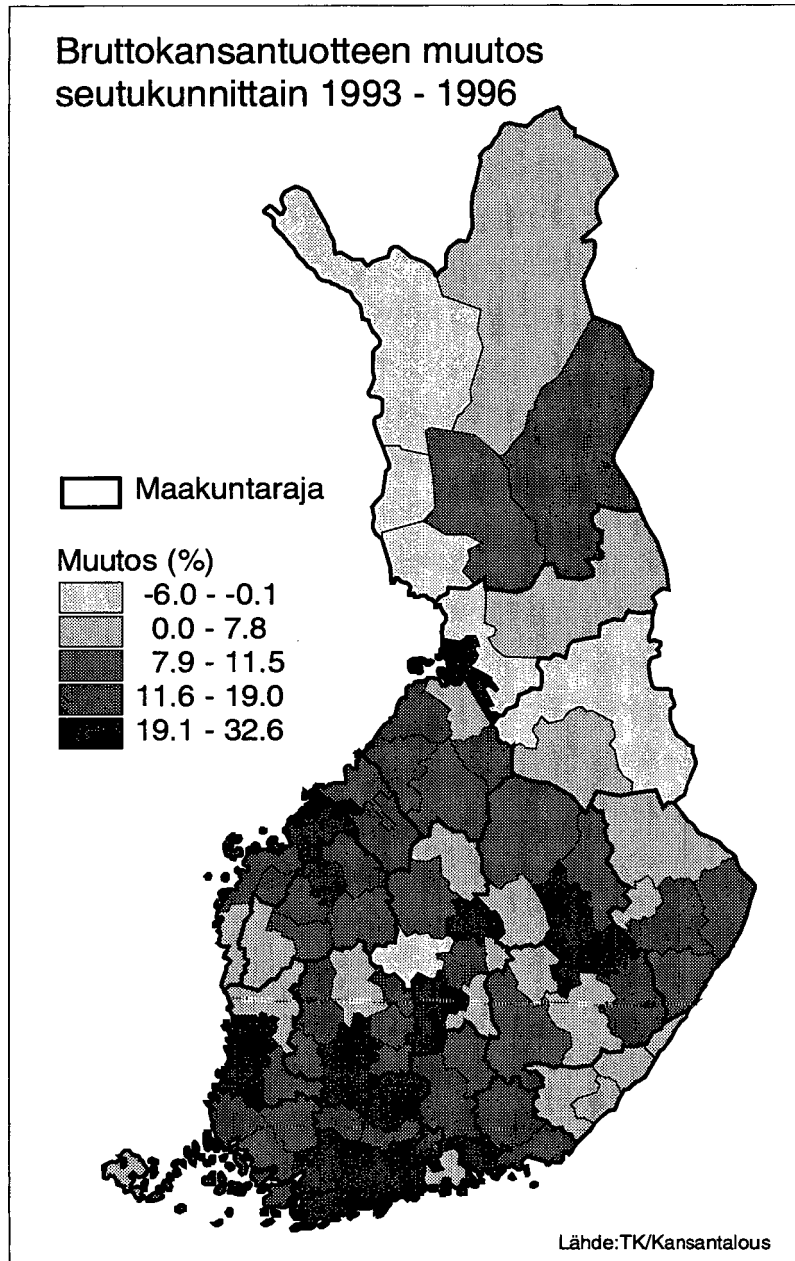 Bruttokansantuotteen muutos
seutukunnittain 1993 - 1996
Maakuntaraja
Muutos (%)
-6.0 - -0.1
0.0 - 7.8
7.9 - 11.5
11.6 - 19.0
19.1 - 32.6
Lähde:TK/Kansantalous